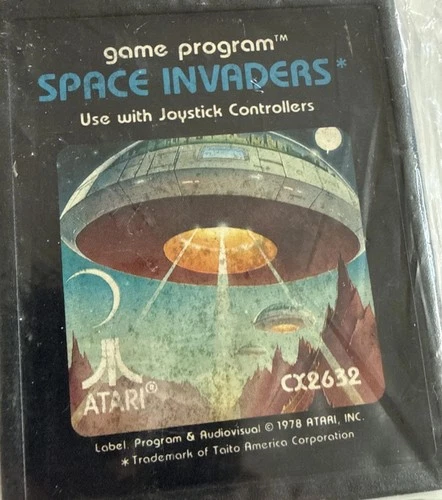 game program™
SPACE INVADERS*
Use with Joystick Controllers
ATARI®
CX2632
Label, Program & Audiovisual © 1978 ATARI, INC.
*Trademark of Taito America Corporation